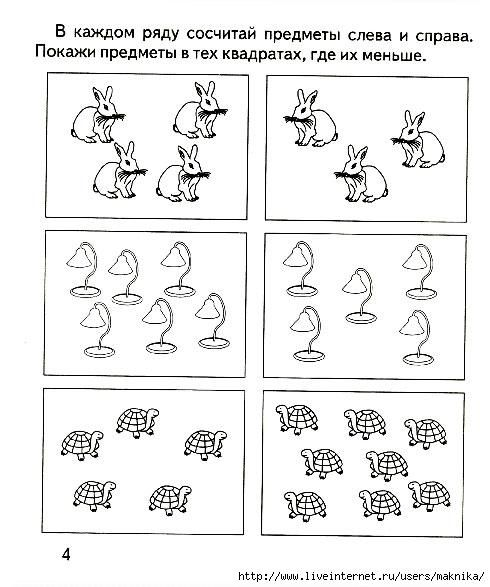 В каждом ряду сосчитай предметы слева и справа.
Покажи предметы в тех квадратах, где их меньше.
4
http://www.liveinternet.ru/users/maknika/